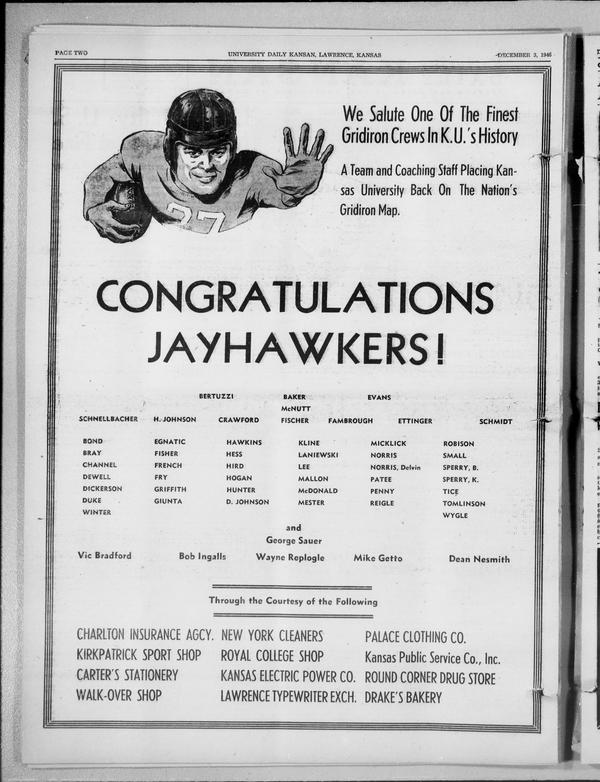 PAGE TWO UNIVERSITY DAILY KANSAN, LAWRENCE, KANSAS DECEMBER 3, 1946
We Salute One Of The Finest
Gridiron Crews In K.U.'s History
A Team and Coaching Staff Placing Kan-
sas University Back On The Nation's
Gridiron Map.
27
CONGRATULATIONS
JAYHAWKERS!
BERTUZZI BAKER EVANS
McNUTT
SCHNELLBACHER H. JOHNSON CRAWFORD FISCHER FAMBROUGH ETTINGER SCHMIDT
BOND EGNATIC HAWKINS KLINE MICKLICK ROBISON
BRAY FISHER HESS LANIEWSKI NORRIS SMALL
CHANNEL FRENCH HIRD LEE NORRIS, Delvin SPERRY, B.
DEWELL FRY HOGAN MALLON PATEE SPERRY, K.
DICKERSON GRIFFITH HUNTER McDONALD PENNY TICE
DUKE GIUNTA D. JOHNSON MESTER REIGLE TOMLINSON
WINTER WYGLE
and
George Sauer
Vic Bradford Bob Ingalls Wayne Replogle Mike Getto Dean Nesmith
Through the Courtesy of the Following
CHARLTON INSURANCE AGCY. NEW YORK CLEANERS PALACE CLOTHING CO.
KIRKPATRICK SPORT SHOP ROYAL COLLEGE SHOP Kansas Public Service Co., Inc.
CARTER'S STATIONERY KANSAS ELECTRIC POWER CO. ROUND CORNER DRUG STORE
WALK-OVER SHOP LAWRENCE TYPEWRITER EXCH. DRAKE'S BAKERY